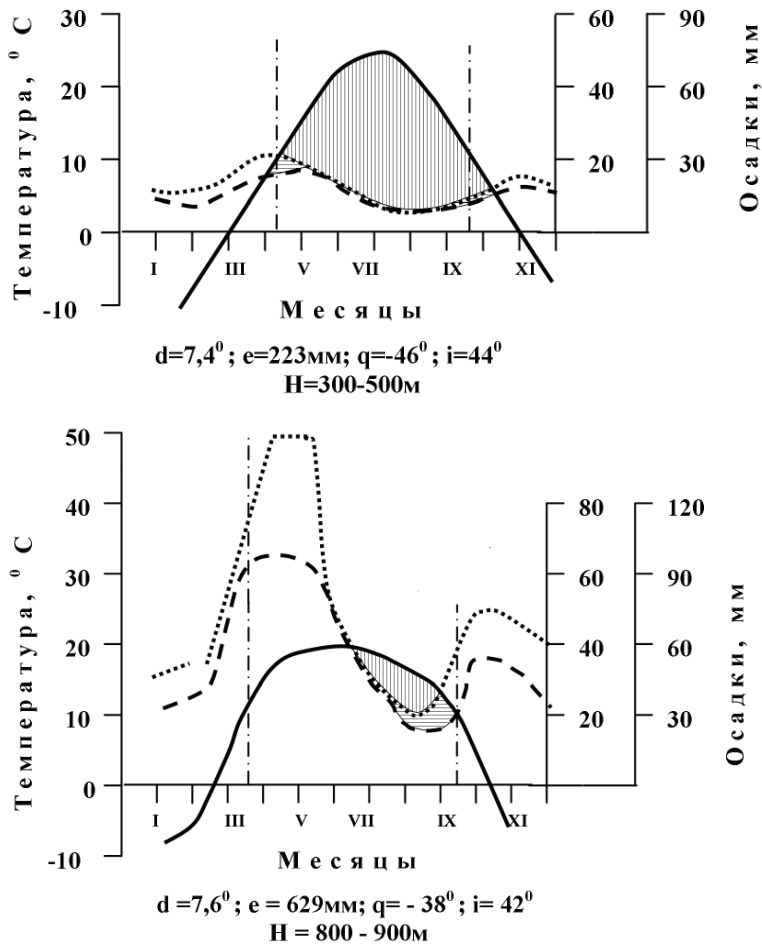 Температура, ⁰ С
30
20
10
0
-10
60
40
20
90
60
30
Осадки, мм
I III V VII IX XI
Месяцы
d=7,4⁰ ; e=223мм; q=-46⁰ ; i=44⁰
Н=300-500м
Температура, ⁰ С
50
40
30
20
10
0
-10
80
60
40
20
120
90
60
30
Осадки, мм
I III V VII IX XI
Месяцы
d =7,6⁰ ; e = 629мм; q= - 38⁰ ; i= 42⁰
Н = 800 - 900м